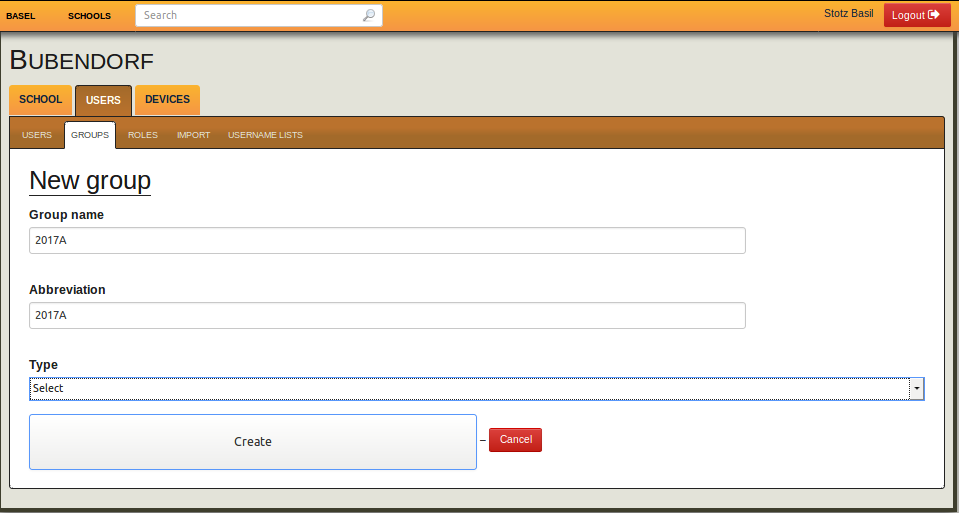 BASEL SCHOOLS Search Stotz Basil Logout
BUBENDORF
SCHOOL USERS DEVICES
USERS GROUPS ROLES IMPORT USERNAME LISTS
New group
Group name
2017A
Abbreviation
2017A
Type
Select
Create – Cancel